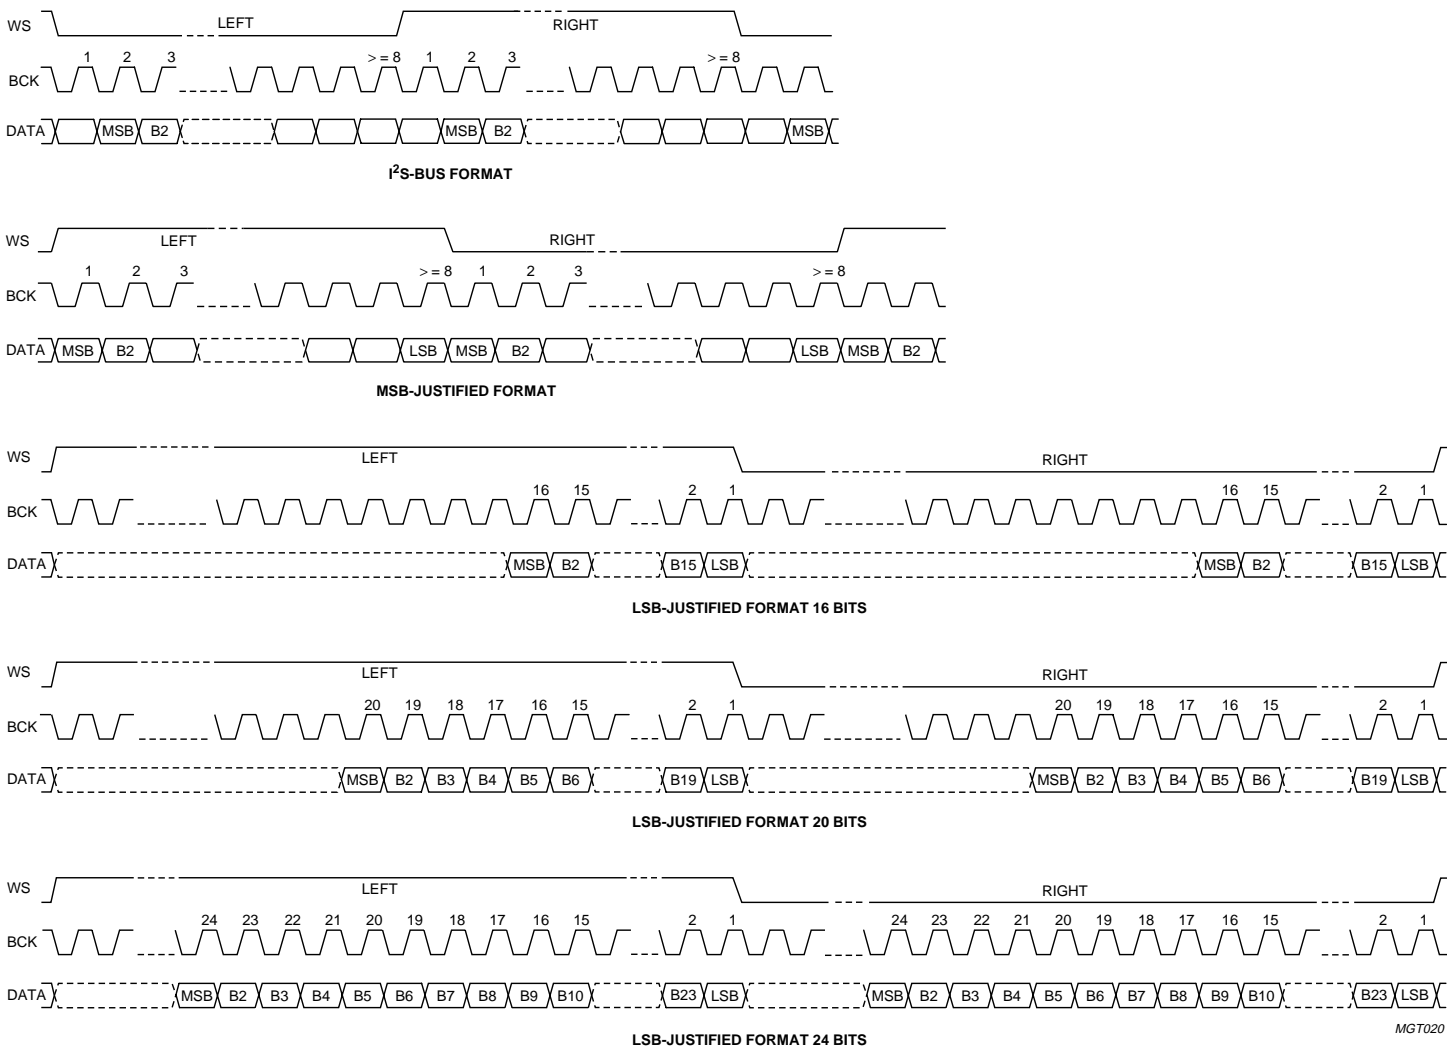 WS LEFT RIGHT
BCK 1 2 3 >= 8 1 2 3 >= 8
DATA MSB B2 MSB B2 MSB
I²S-BUS FORMAT
WS LEFT RIGHT
BCK 1 2 3 >= 8 1 2 3 >= 8
DATA MSB B2 LSB MSB B2 LSB MSB B2
MSB-JUSTIFIED FORMAT
WS LEFT RIGHT
BCK 16 15 2 1 16 15 2 1
DATA MSB B2 B15 LSB MSB B2 B15 LSB
LSB-JUSTIFIED FORMAT 16 BITS
WS LEFT RIGHT
BCK 20 19 18 17 16 15 2 1 20 19 18 17 16 15 2 1
DATA MSB B2 B3 B4 B5 B6 B19 LSB MSB B2 B3 B4 B5 B6 B19 LSB
LSB-JUSTIFIED FORMAT 20 BITS
WS LEFT RIGHT
BCK 24 23 22 21 20 19 18 17 16 15 2 1 24 23 22 21 20 19 18 17 16 15 2 1
DATA MSB B2 B3 B4 B5 B6 B7 B8 B9 B10 B23 LSB MSB B2 B3 B4 B5 B6 B7 B8 B9 B10 B23 LSB
LSB-JUSTIFIED FORMAT 24 BITS
MGT020